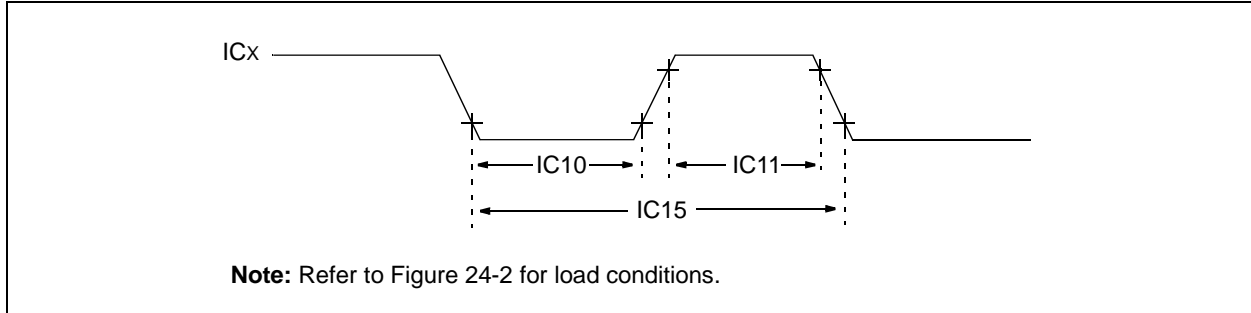 ICX
IC10
IC11
IC15
Note: Refer to Figure 24-2 for load conditions.